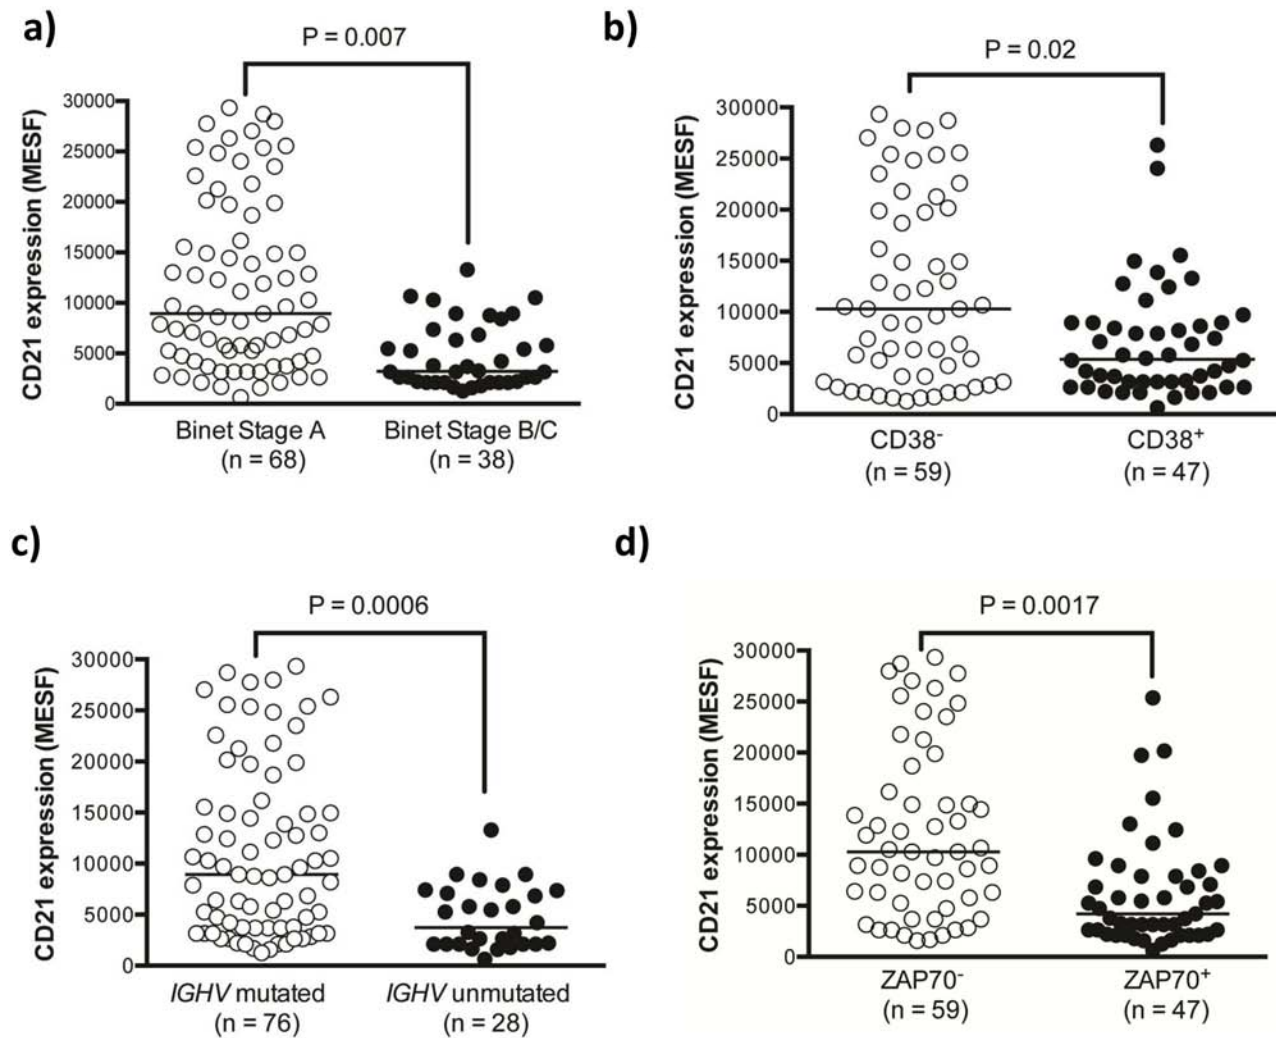 a)
P = 0.007
CD21 expression (MESF)
30000
25000
20000
15000
10000
5000
0
Binet Stage A
(n = 68)
Binet Stage B/C
(n = 38)
b)
P = 0.02
CD21 expression (MESF)
30000
25000
20000
15000
10000
5000
0
CD38⁻
(n = 59)
CD38⁺
(n = 47)
c)
P = 0.0006
CD21 expression (MESF)
30000
25000
20000
15000
10000
5000
0
IGHV mutated
(n = 76)
IGHV unmutated
(n = 28)
d)
P = 0.0017
CD21 expression (MESF)
30000
25000
20000
15000
10000
5000
0
ZAP70⁻
(n = 59)
ZAP70⁺
(n = 47)